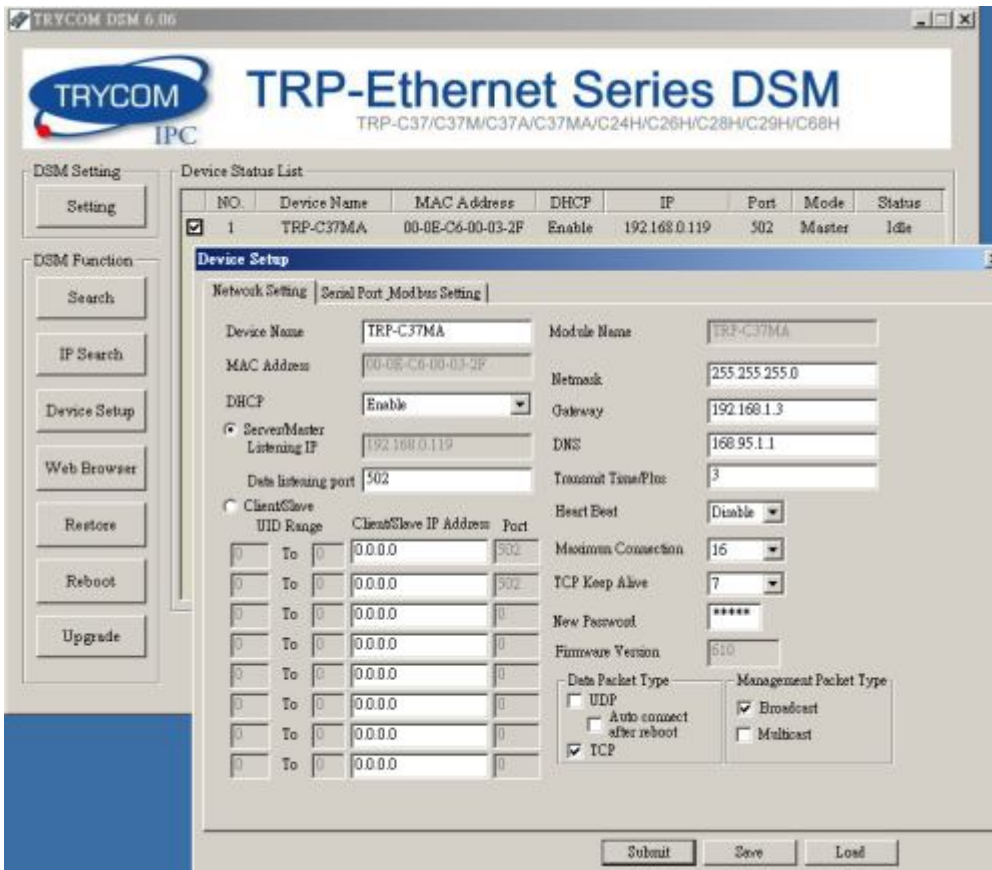 TRYCOM DSM 6.06
TRYCOM
IPC
TRP-Ethernet Series DSM
TRP-C37/C37M/C37A/C37MA/C24H/C26H/C28H/C29H/C68H
DSM Setting
Setting
DSM Function
Search
IP Search
Device Setup
Web Browser
Restore
Reboot
Upgrade
Device Status List
NO. Device Name MAC Address DHCP IP Port Mode Status
1 TRP-C37MA 00-0E-C6-00-03-2F Enable 192.168.0.119 502 Master Idle
Device Setup
Network Setting Serial Port ,Modbus Setting
Device Name TRP-C37MA
MAC Address 00-0E-C6-00-03-2F
DHCP Enable
Server/Master
Listening IP 192.168.0.119
Data listening port 502
Client/Slave
UID Range Client/Slave IP Address Port
0 To 0 0.0.0.0 502
0 To 0 0.0.0.0 502
0 To 0 0.0.0.0 0
0 To 0 0.0.0.0 0
0 To 0 0.0.0.0 0
0 To 0 0.0.0.0 0
0 To 0 0.0.0.0 0
0 To 0 0.0.0.0 0
Module Name TRP-C37MA
Netmask 255.255.255.0
Gateway 192.168.1.3
DNS 168.95.1.1
Transmit Time/Plus 3
Heart Beat Disable
Maximun Connection 16
TCP Keep Alive 7
New Password *****
Firmware Version 610
Data Packet Type
UDP
Auto connect
after reboot
TCP
Management Packet Type
Broadcast
Multicast
Submit Save Load